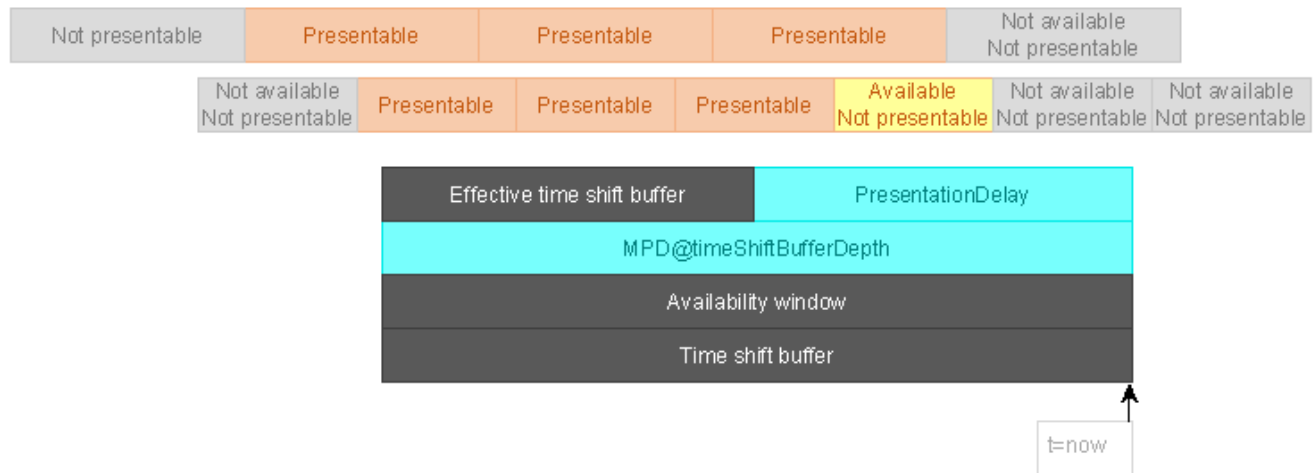 Not presentable
Presentable
Presentable
Presentable
Not available
Not presentable
Not available
Not presentable
Presentable
Presentable
Presentable
Available
Not presentable
Not available
Not presentable
Not available
Not presentable
Effective time shift buffer
PresentationDelay
MPD@timeShiftBufferDepth
Availability window
Time shift buffer
t=now